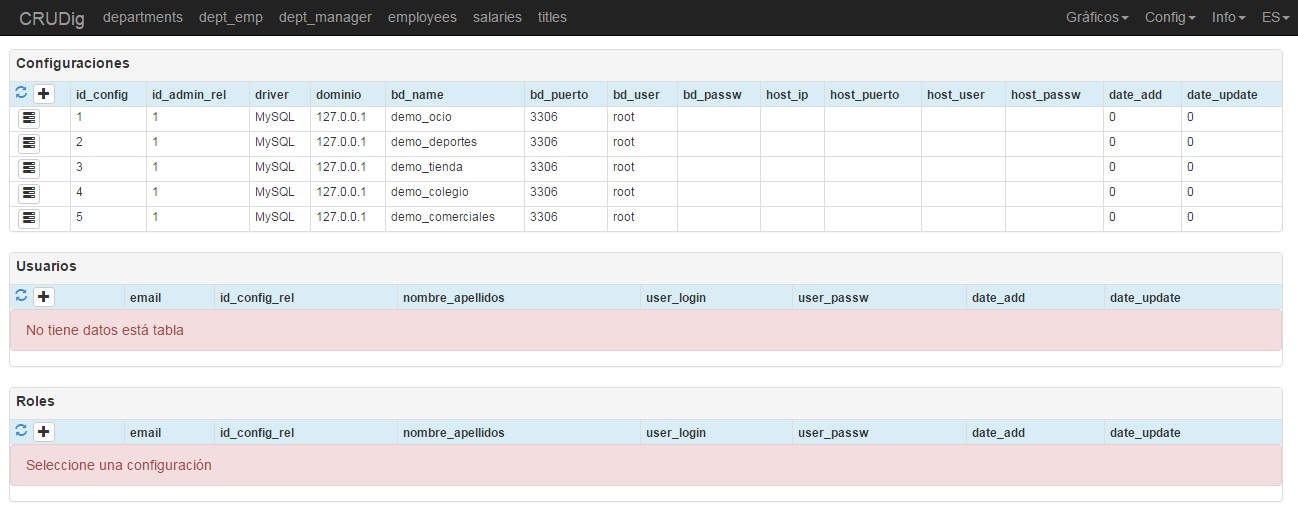 CRUDig departments dept_emp dept_manager employees salaries titles Gráficos Config Info ES
Configuraciones
id_config id_admin_rel driver dominio bd_name bd_puerto bd_user bd_passw host_ip host_puerto host_user host_passw date_add date_update
1 1 MySQL 127.0.0.1 demo_ocio 3306 root 0 0
2 1 MySQL 127.0.0.1 demo_deportes 3306 root 0 0
3 1 MySQL 127.0.0.1 demo_tienda 3306 root 0 0
4 1 MySQL 127.0.0.1 demo_colegio 3306 root 0 0
5 1 MySQL 127.0.0.1 demo_comerciales 3306 root 0 0
Usuarios
email id_config_rel nombre_apellidos user_login user_passw date_add date_update
No tiene datos está tabla
Roles
email id_config_rel nombre_apellidos user_login user_passw date_add date_update
Seleccione una configuración